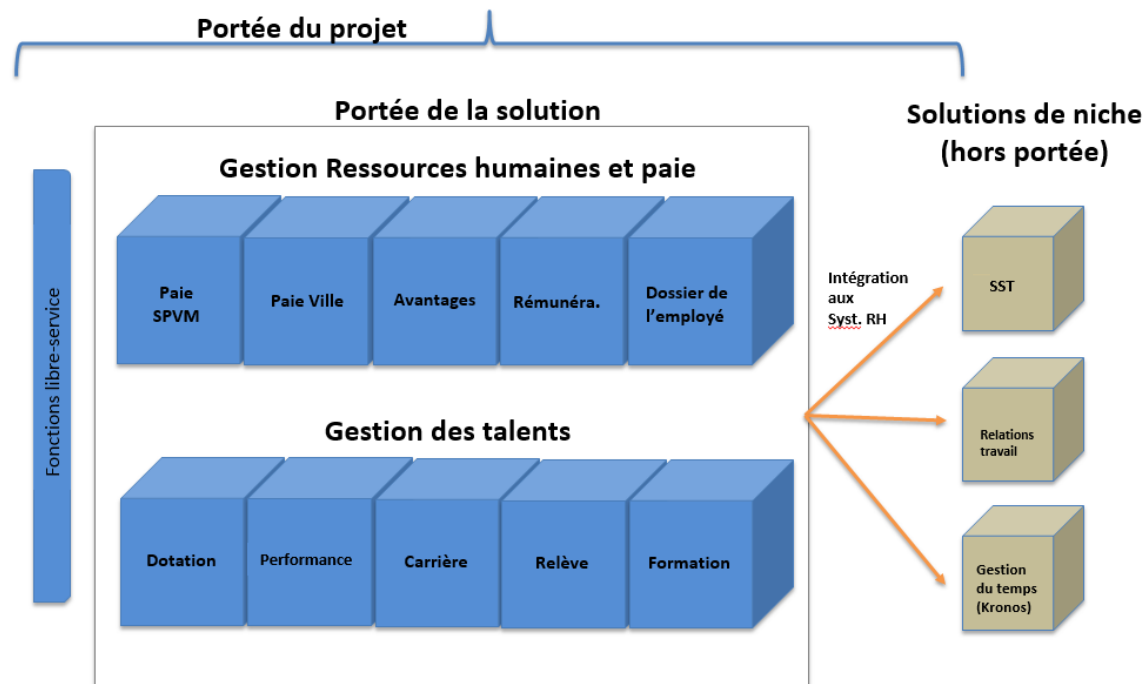 Portée du projet
Portée de la solution
Solutions de niche
(hors portée)
Gestion Ressources humaines et paie
Fonctions libre-service
Paie
SPVM
Paie Ville
Avantages
Rémunéra.
Dossier de
l’employé
Intégration
aux
Syst. RH
SST
Gestion des talents
Relations
travail
Dotation
Performance
Carrière
Relève
Formation
Gestion
du temps
(Kronos)